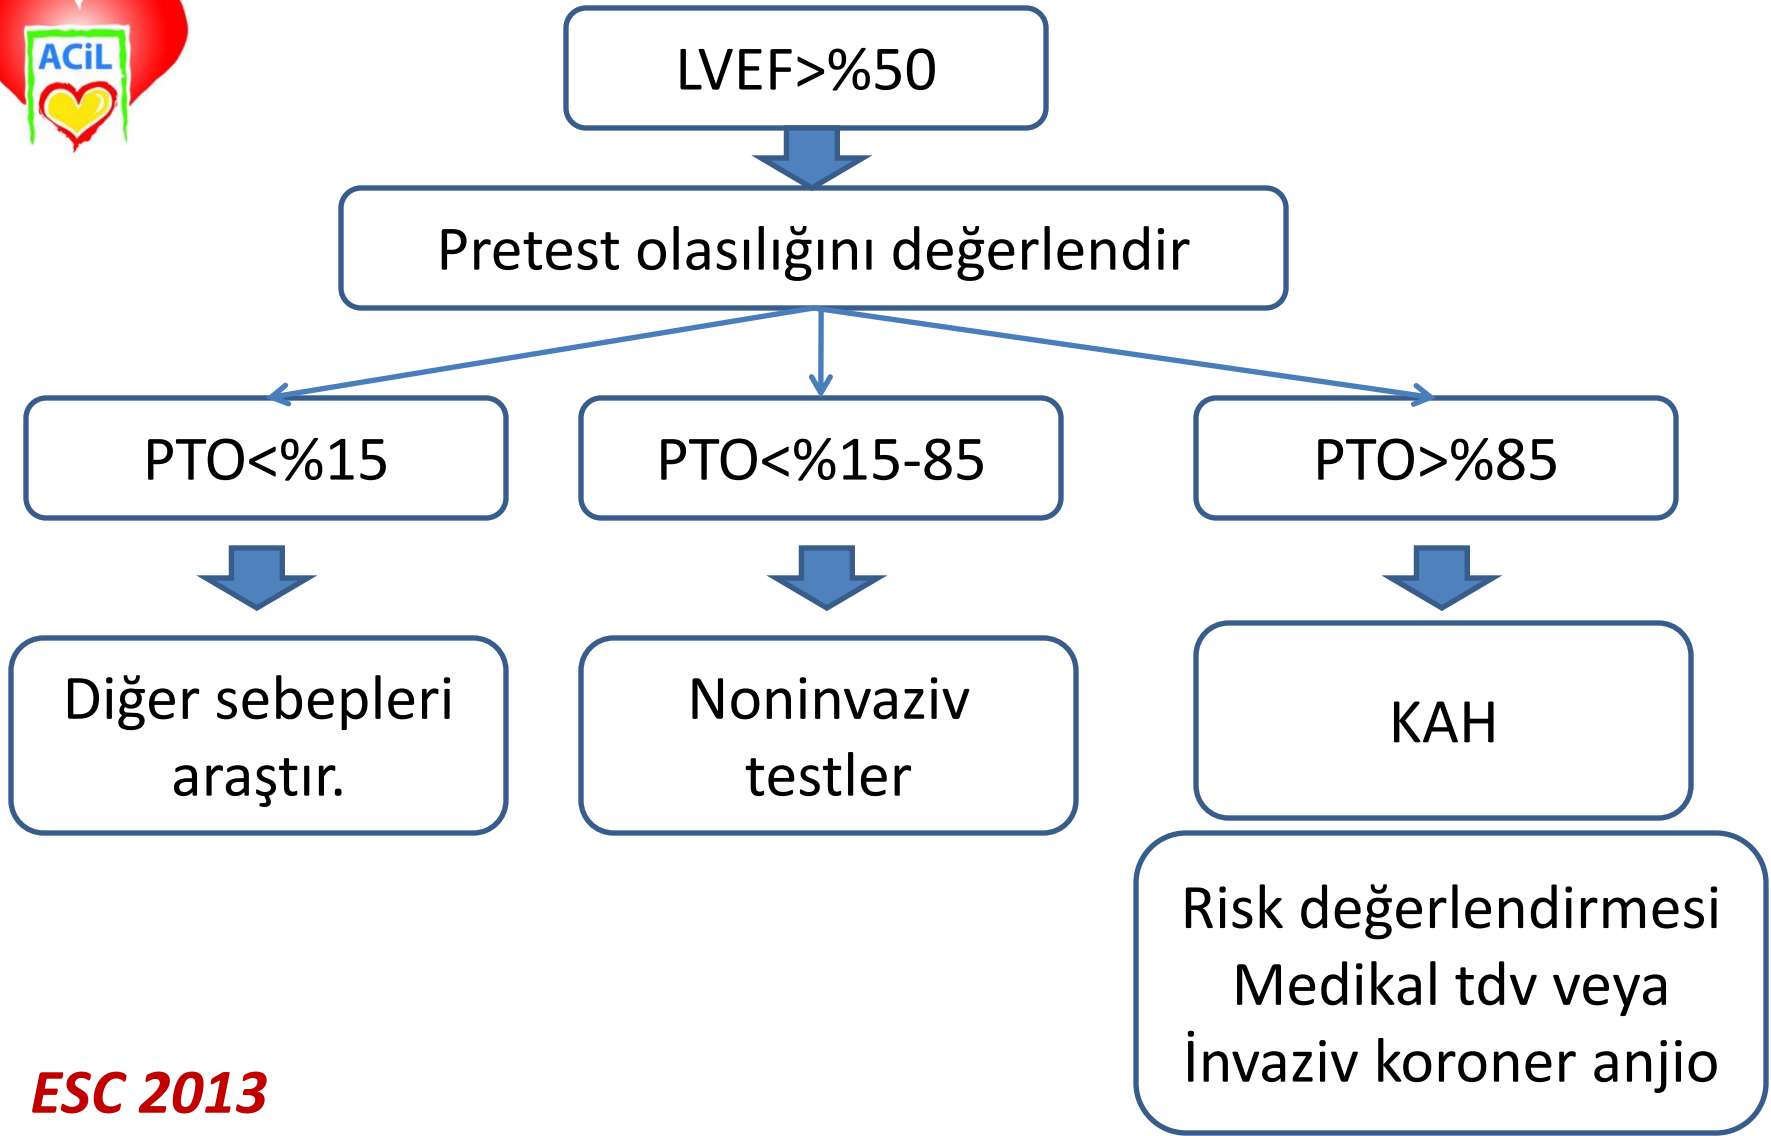 ACiL
LVEF>%50
Pretest olasılığını değerlendir
PTO<%15
PTO<%15-85
PTO>%85
Diğer sebepleri
araştır.
Noninvaziv
testler
KAH
Risk değerlendirmesi
Medikal tdv veya
İnvaziv koroner anjio
ESC 2013